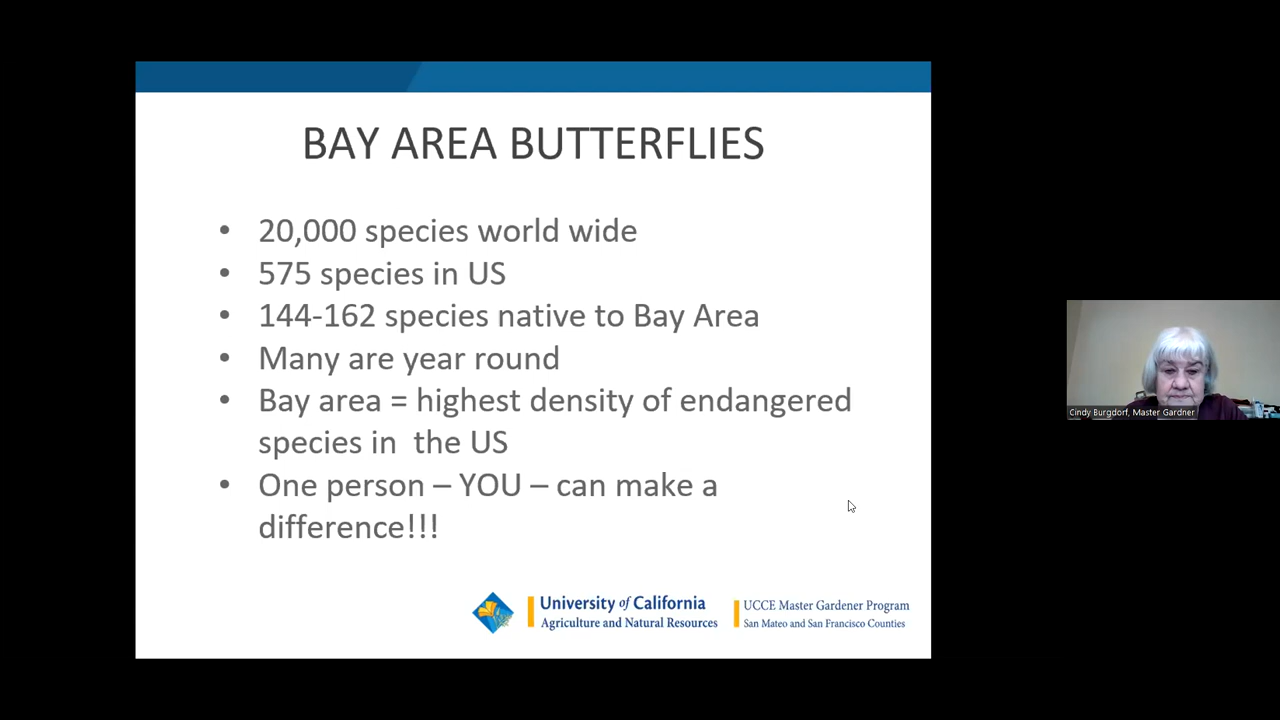 BAY AREA BUTTERFLIES
• 20,000 species world wide
• 575 species in US
• 144-162 species native to Bay Area
• Many are year round
• Bay area = highest density of endangered
species in  the US
• One person – YOU – can make a
difference!!!
University of California
Agriculture and Natural Resources
UCCE Master Gardener Program
San Mateo and San Francisco Counties
Cindy Burgdorf, Master Gardner